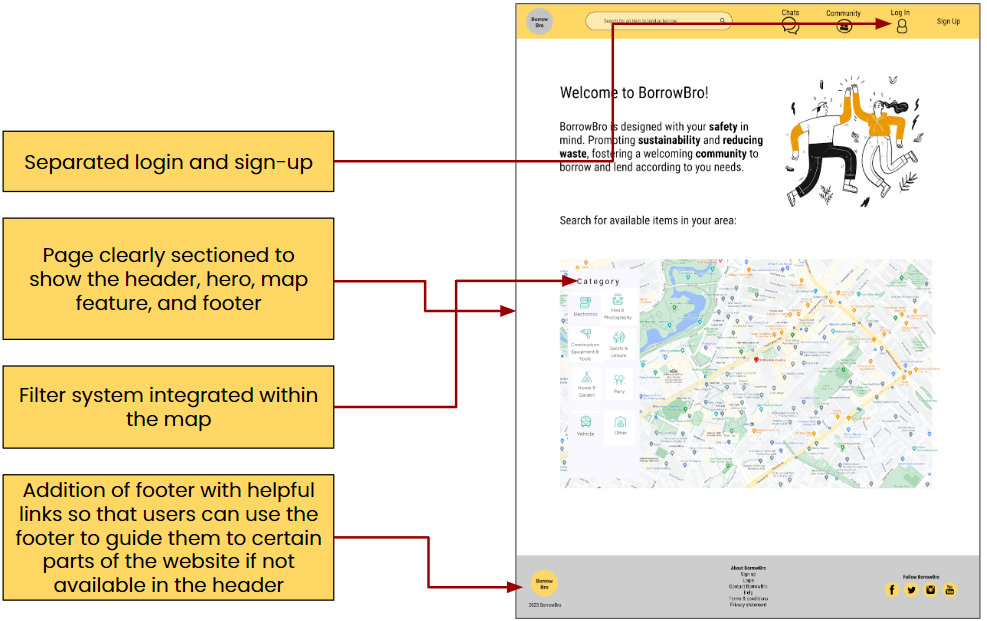 Separated login and sign-up
Page clearly sectioned to
show the header, hero, map
feature, and footer
Filter system integrated within
the map
Addition of footer with helpful
links so that users can use the
footer to guide them to certain
parts of the website if not
available in the header
Borrow
Bro
Search for an item to lend or borrow
Chats
Community
Log In
Sign Up
Welcome to BorrowBro!
BorrowBro is designed with your safety in
mind. Promoting sustainability and reducing
waste, fostering a welcoming community to
borrow and lend according to you needs.
Search for available items in your area:
Category
Electronics
Film &
Photography
Construction
Equipment &
Tools
Sports &
Leisure
Home &
Garden
Party
Vehicle
Other
Borrow
Bro
2023 BorrowBro
About BorrowBro
Sign up
Login
Contact BorrowBro
Help
Terms & conditions
Privacy statement
Follow BorrowBro: